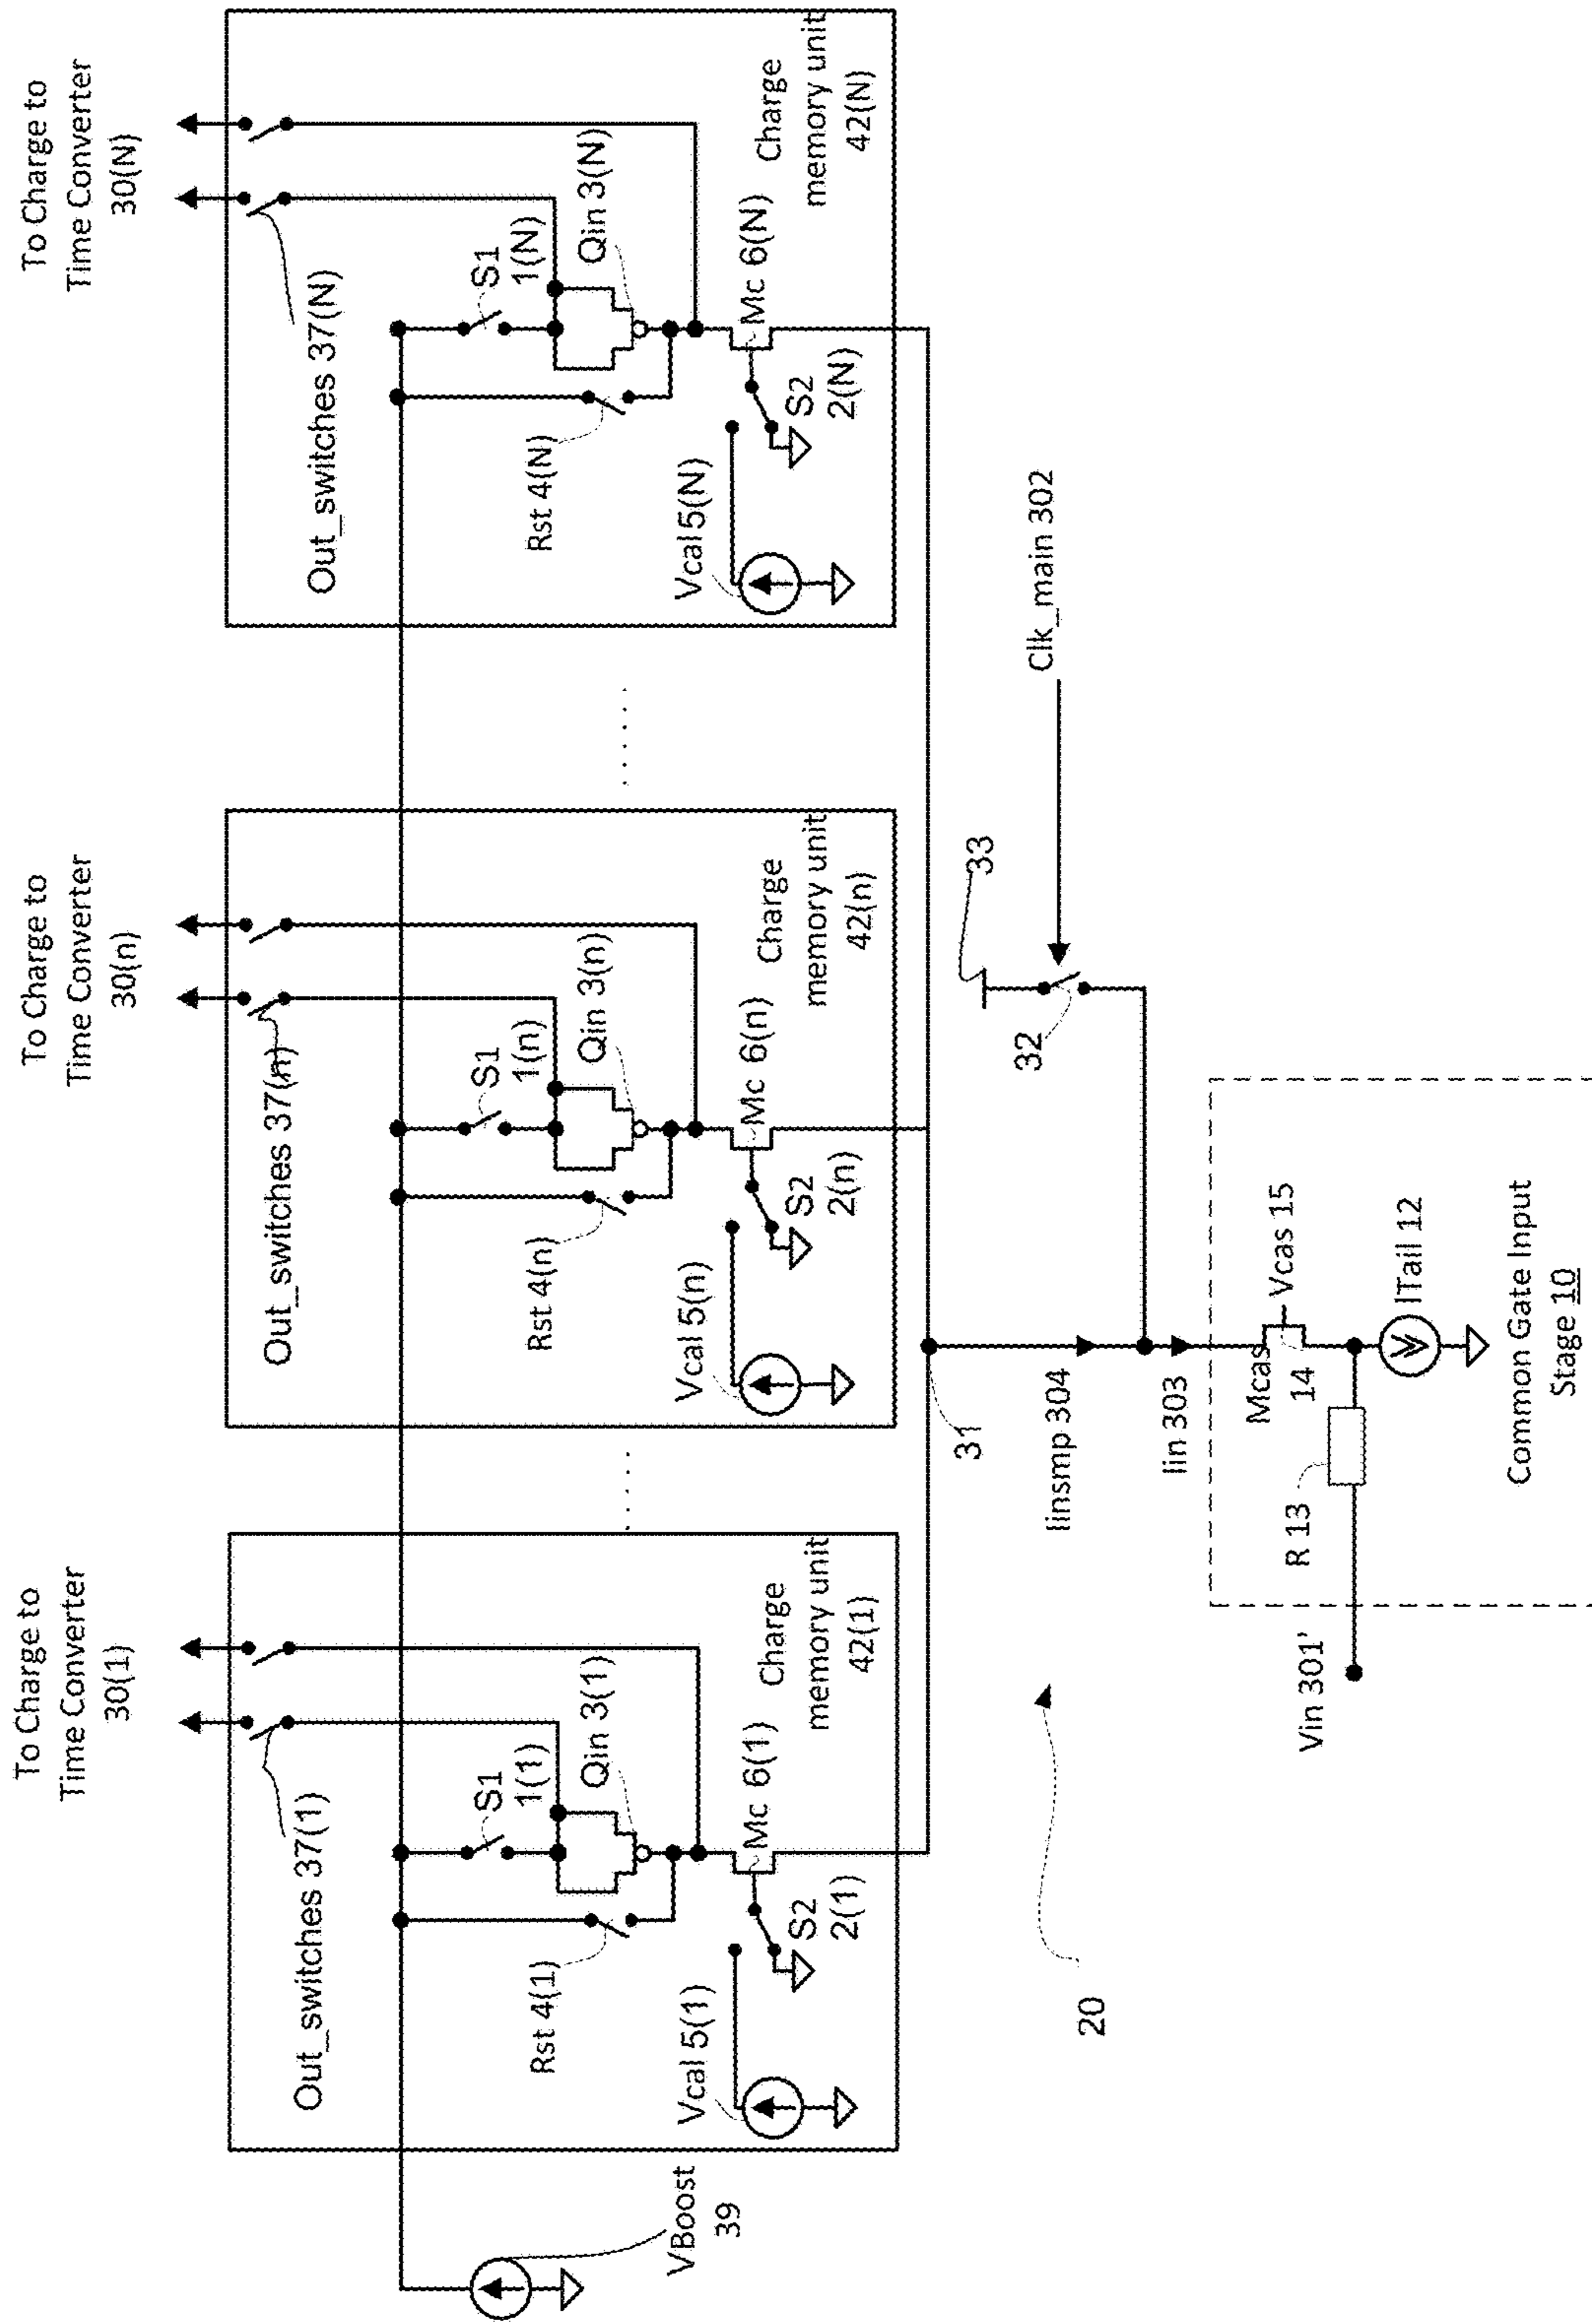 To Charge to
Time Converter
30(1)
To Charge to
Time Converter
30(n)
To Charge to
Time Converter
30(N)
Out_switches 37(1)
S1
1(1)
Qin 3(1)
Rst 4(1)
Vcal 5(1)
S2
2(1)
Mc 6(1)
Charge
memory unit
42(1)
Out_switches 37(n)
S1
1(n)
Qin 3(n)
Rst 4(n)
Vcal 5(n)
S2
2(n)
Mc 6(n)
Charge
memory unit
42(n)
Out_switches 37(N)
S1
1(N)
Qin 3(N)
Rst 4(N)
Vcal 5(N)
S2
2(N)
Mc 6(N)
Charge
memory unit
42(N)
VBoost
39
31
33
32
Clk_main 302
Iinsmp 304
Iin 303
20
Mcas
14
Vcas 15
Vin 301'
R 13
ITail 12
Common Gate Input
Stage 10